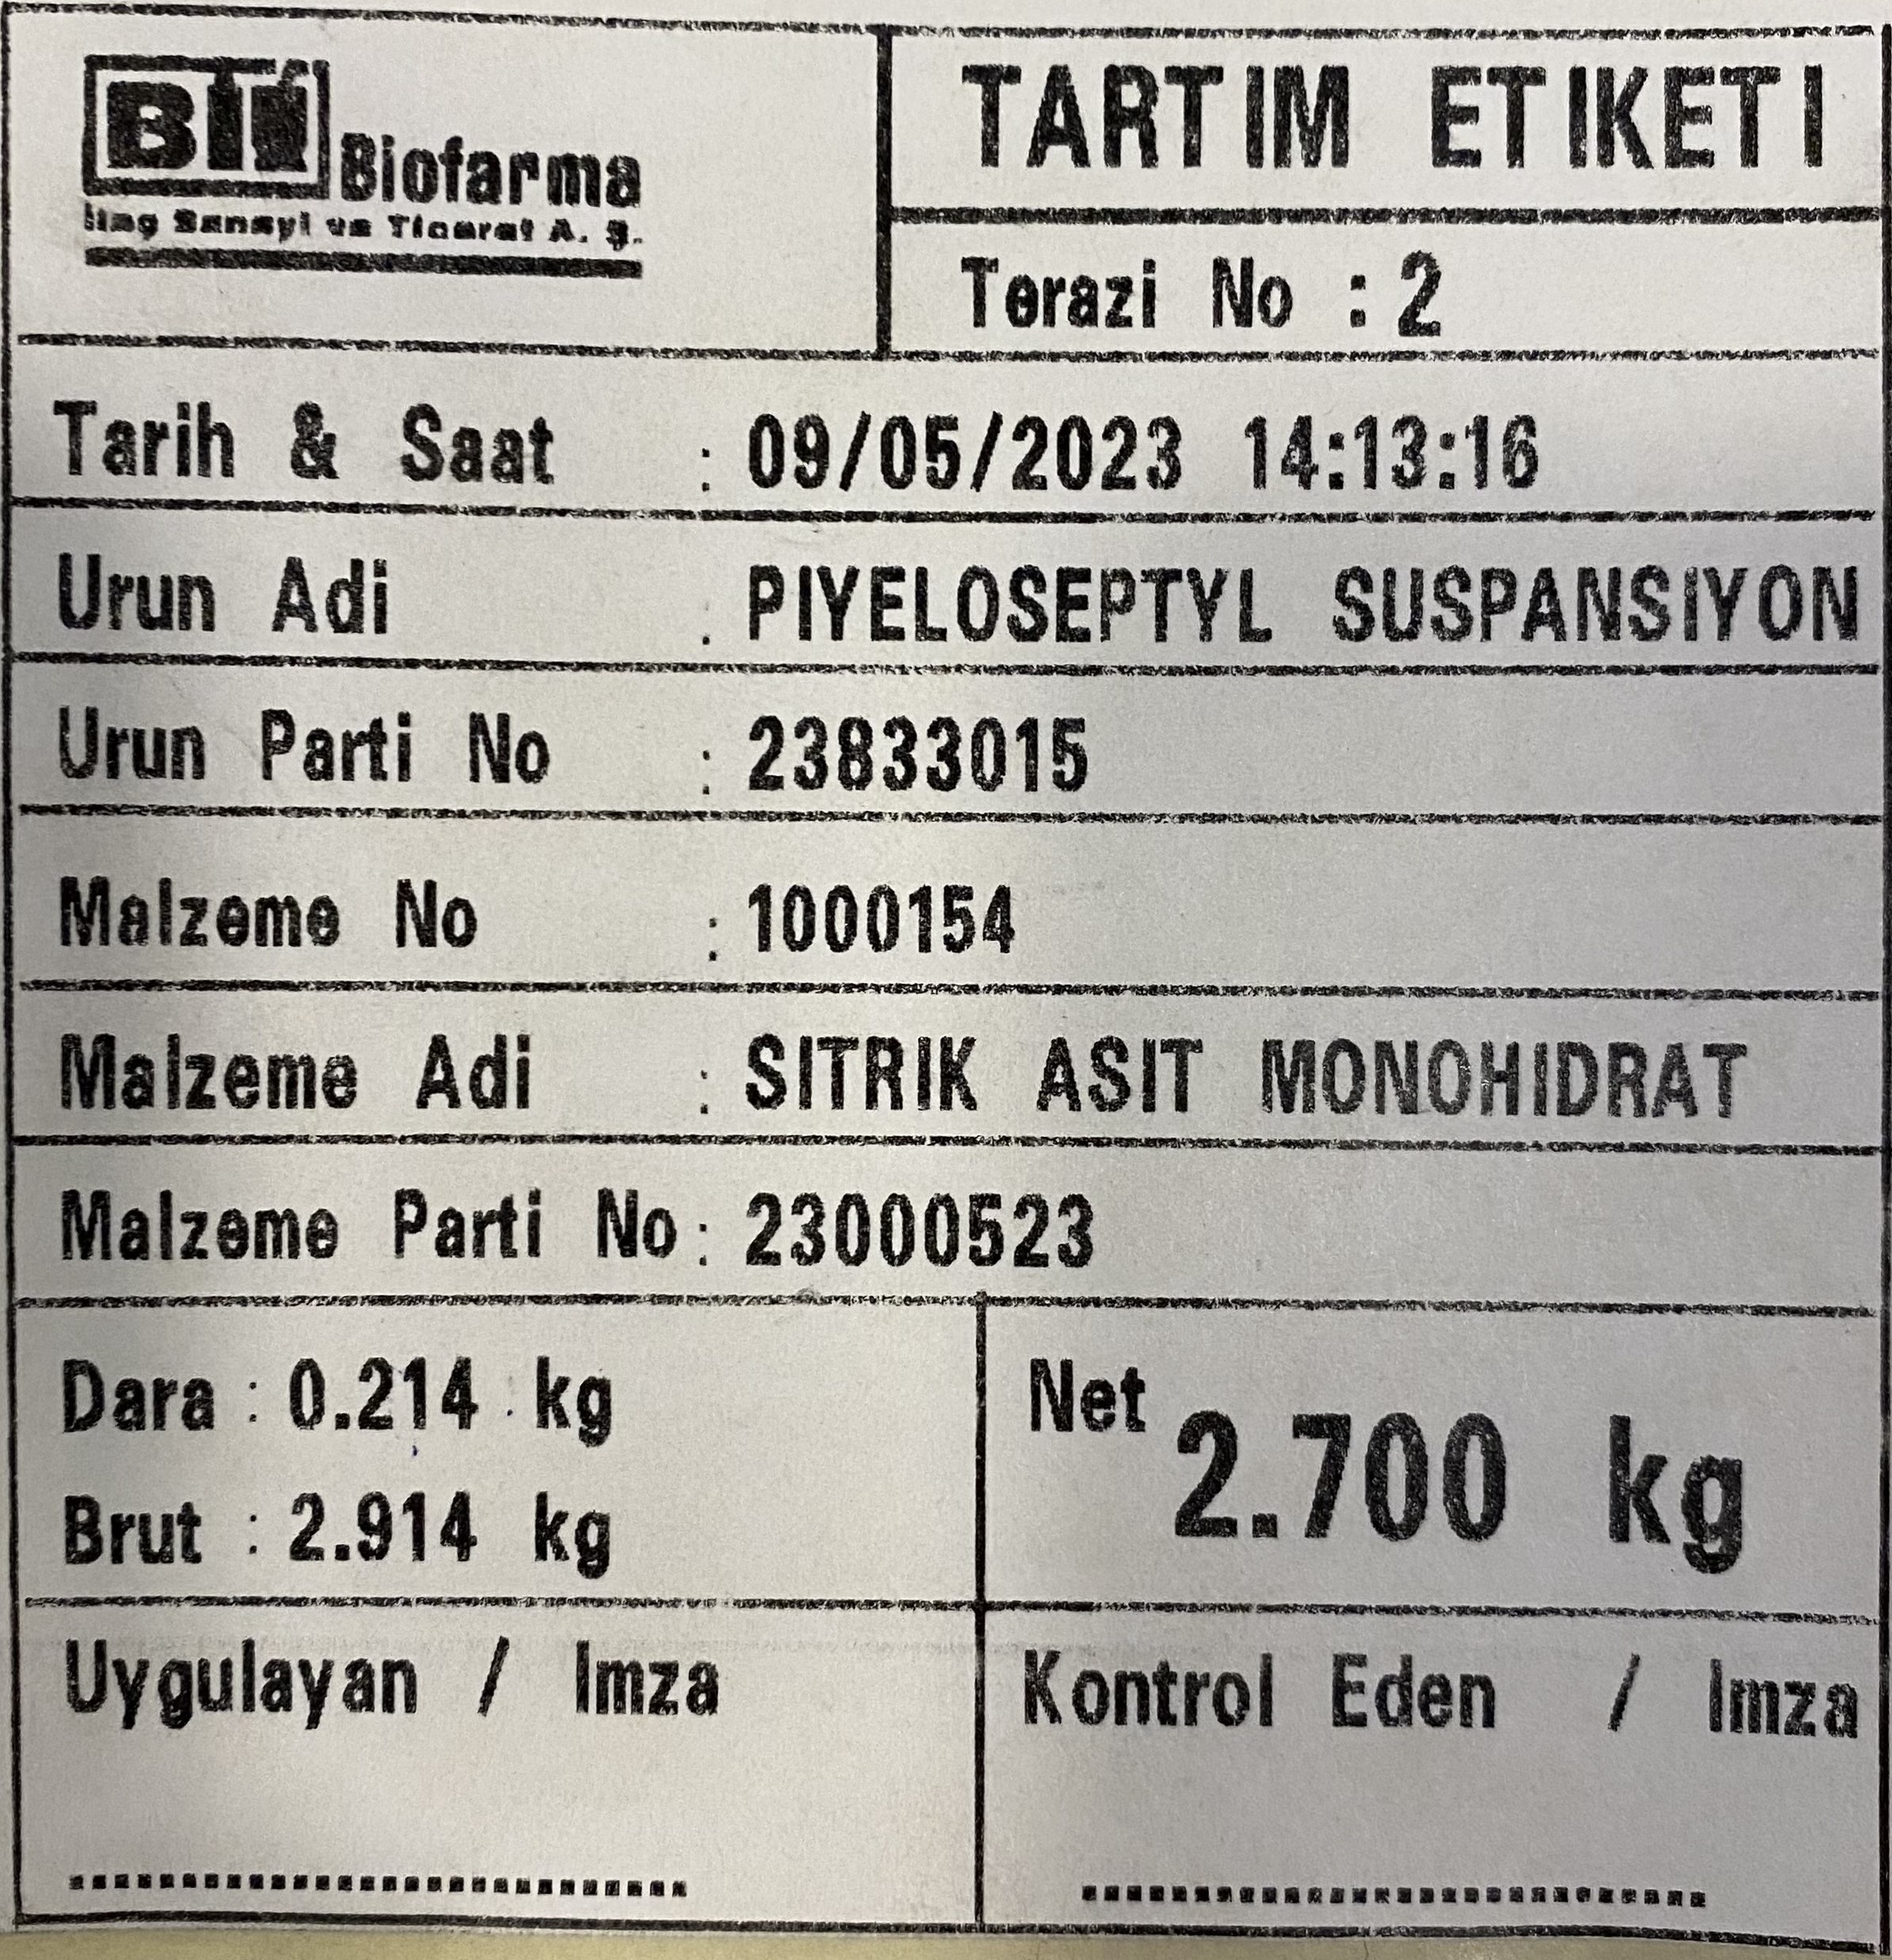 Biofarma
İlaç Sanayi ve Ticaret A. Ş.
TARTIM ETIKETI
Terazi No : 2
Tarih & Saat : 09/05/2023 14:13:16
Urun Adi : PIYELOSEPTYL SUSPANSIYON
Urun Parti No : 23833015
Malzeme No : 1000154
Malzeme Adi : SITRIK ASIT MONOHIDRAT
Malzeme Parti No : 23000523
Dara : 0.214 kg
Brut : 2.914 kg
Net 2.700 kg
Uygulayan / Imza
Kontrol Eden / Imza